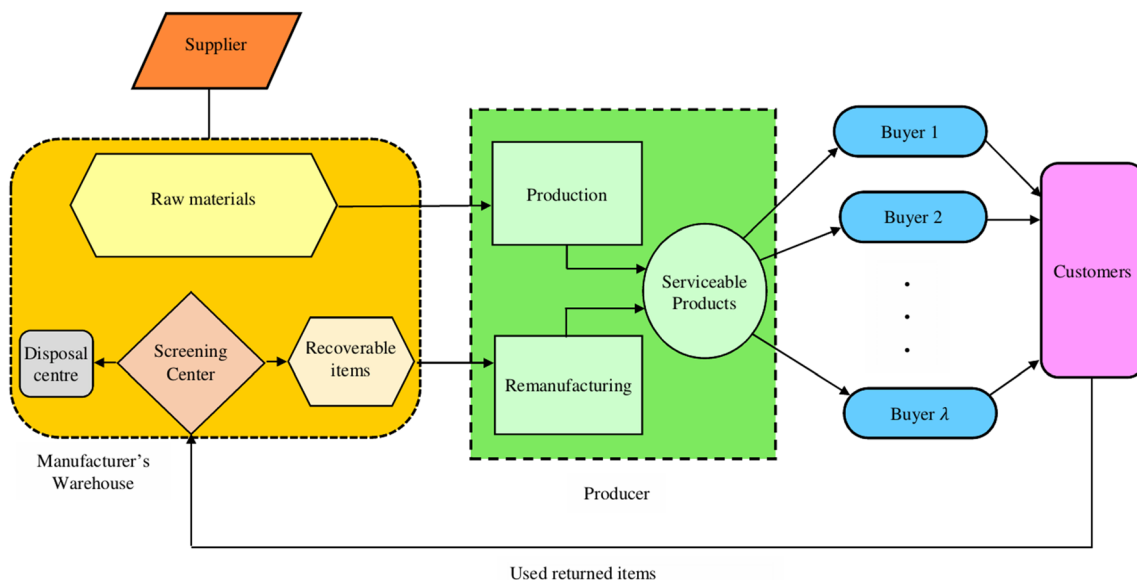 Supplier
Raw materials
Production
Buyer 1
Buyer 2
Serviceable
Products
Customers
Disposal
centre
Screening
Center
Recoverable
items
Remanufacturing
Buyer λ
Manufacturer's
Warehouse
Producer
Used returned items